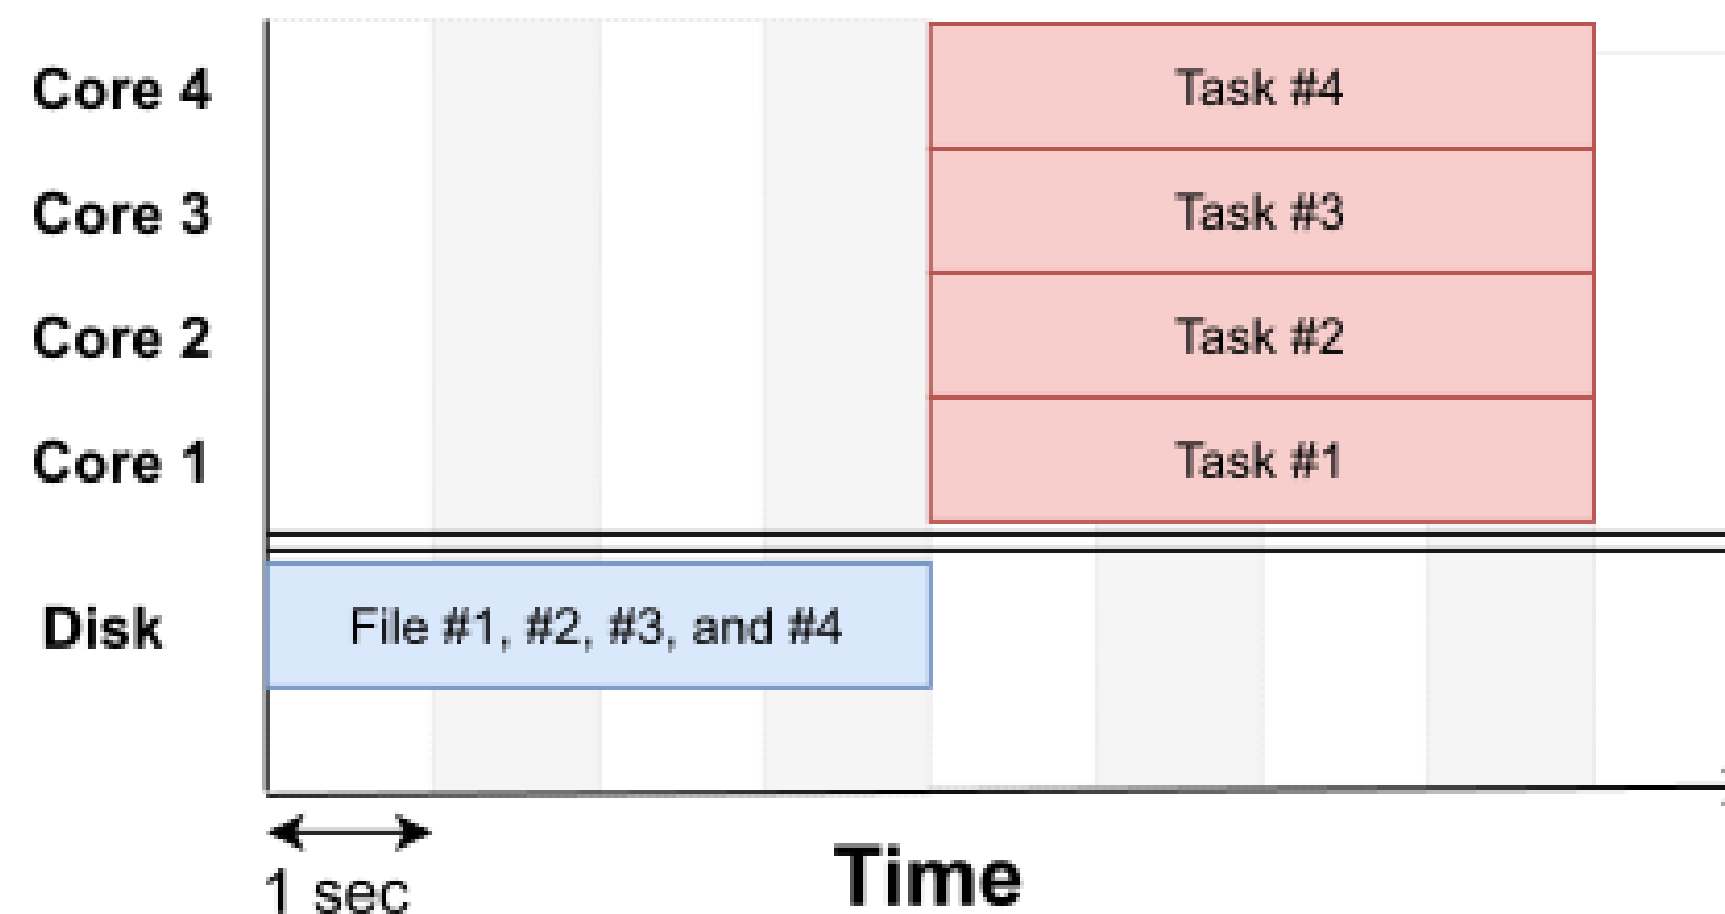 Core 4
Task #4
Core 3
Task #3
Core 2
Task #2
Core 1
Task #1
Disk
File #1, #2, #3, and #4
1 sec
Time